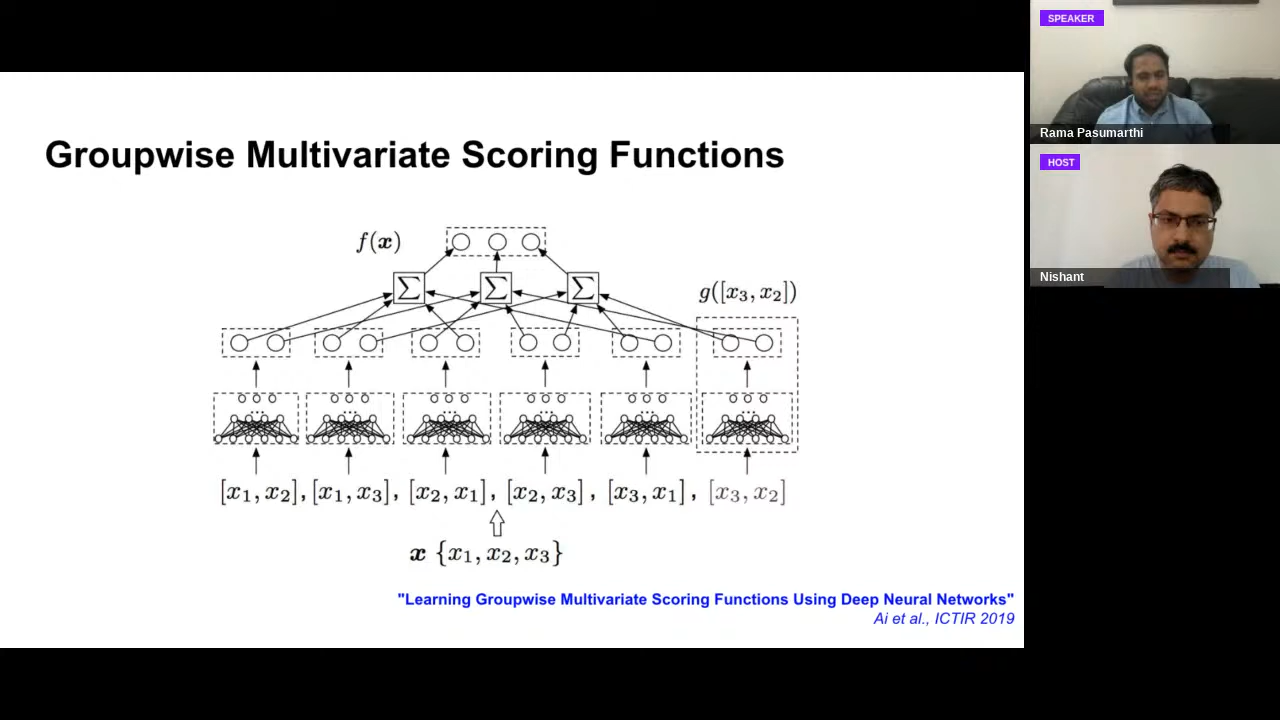 SPEAKER
Rama Pasumarthi
HOST
Nishant
Groupwise Multivariate Scoring Functions
f(x)
Σ Σ Σ
g([x₃, x₂])
... ... ... ... ... ...
[x₁, x₂], [x₁, x₃], [x₂, x₁], [x₂, x₃], [x₃, x₁], [x₃, x₂]
x {x₁, x₂, x₃}
"Learning Groupwise Multivariate Scoring Functions Using Deep Neural Networks"
Ai et al., ICTIR 2019